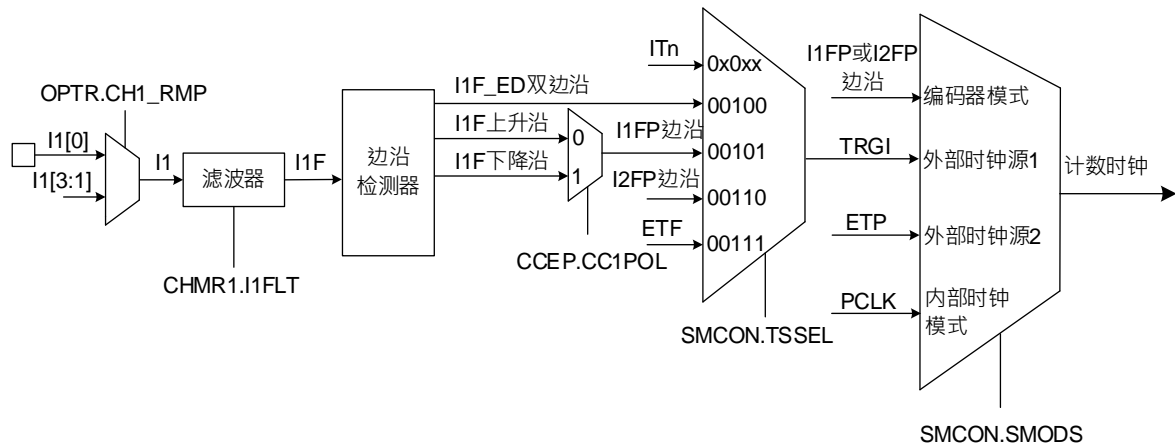 OPTR.CH1_RMP
I1[0]
I1[3:1]
I1
滤波器
CHMR1.I1FLT
I1F
边沿
检测器
I1F_ED双边沿
I1F上升沿
I1F下降沿
0
1
CCEP.CC1POL
ITn
I1FP边沿
I2FP边沿
ETF
0x0xx
00100
00101
00110
00111
SMCON.TSSEL
I1FP或I2FP
边沿
TRGI
ETP
PCLK
编码器模式
外部时钟源1
外部时钟源2
内部时钟
模式
SMCON.SMODS
计数时钟